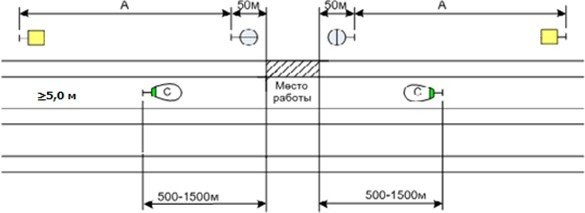 А 50м 50м А
≥5,0 м С Место С
работы
500-1500м 500-1500м